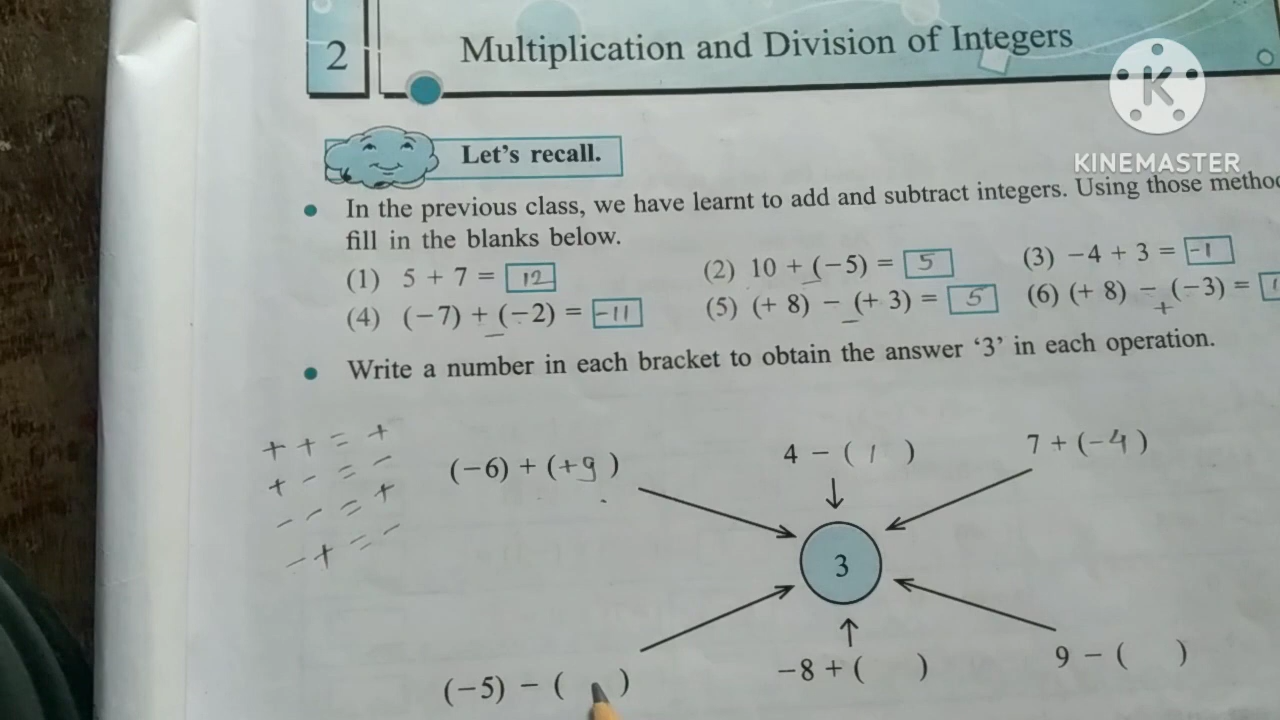 2
Multiplication and Division of Integers
K
KINEMASTER
Let's recall.
In the previous class, we have learnt to add and subtract integers. Using those
fill in the blanks below.
(1) 5 + 7 = 12
(2) 10 + (−5) = 5
(3) −4 + 3 = -1
(4) (−7) + (−2) = -11
(5) (+ 8) − (+ 3) = 5
(6) (+ 8) − (−3) =
− − +
Write a number in each bracket to obtain the answer ‘3’ in each operation.
+ + = +
+ - = -
- - = +
- + = -
(−6) + (+9 )
4 − ( 1 )
7 + (-4 )
3
(−5) − ( )
−8 + ( )
9 − ( )